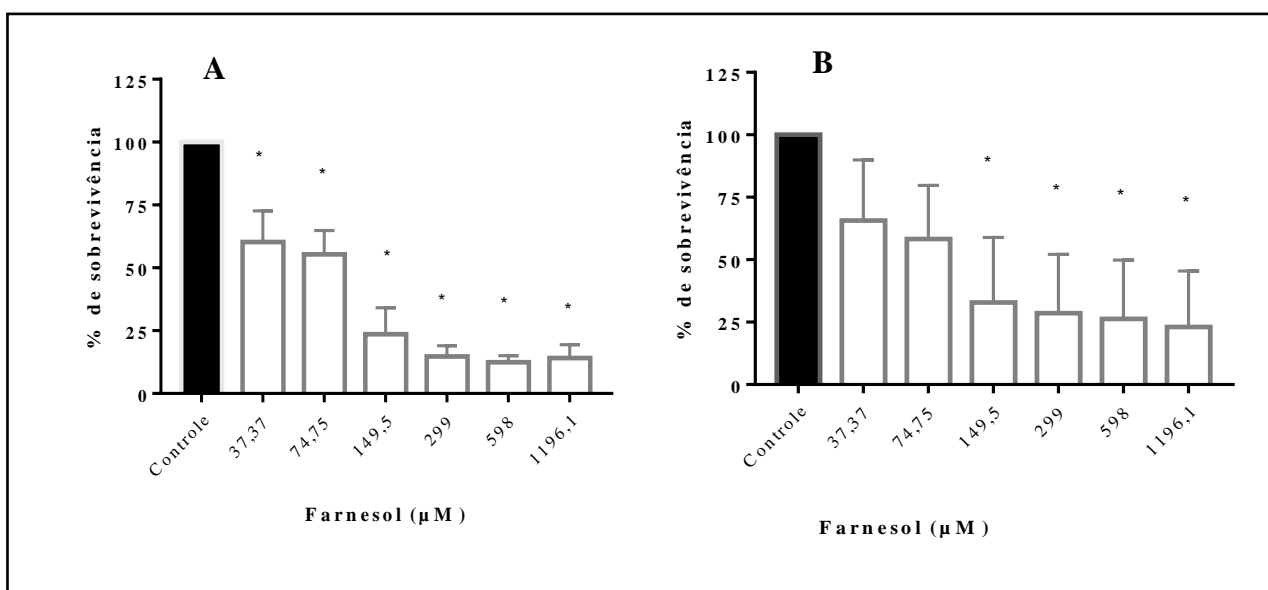 A
% de sobrevivência
125
100
75
50
25
0
* * * * * *
Controle
37,37
74,75
149,5
299
598
1196,1
Farnesol (µM)
B
% de sobrevivência
125
100
75
50
25
0
* * * *
Controle
37,37
74,75
149,5
299
598
1196,1
Farnesol (µM)